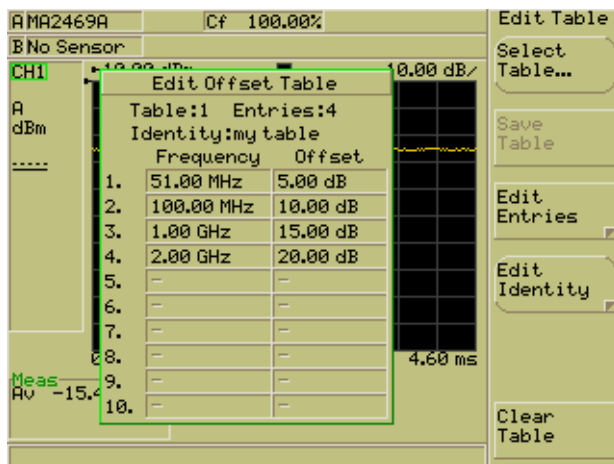 A MA2469A
Cf 100.00%
Edit Table
B No Sensor
Select
Table...
CH1
10.00 dB/
A
dBm
-----
Edit Offset Table
Table:1 Entries:4
Identity:my table
Frequency Offset
1. 51.00 MHz 5.00 dB
2. 100.00 MHz 10.00 dB
3. 1.00 GHz 15.00 dB
4. 2.00 GHz 20.00 dB
5. - -
6. - -
7. - -
8. - -
9. - -
10. - -
4.60 ms
Meas
Av -15.4
Save
Table
Edit
Entries
Edit
Identity
Clear
Table